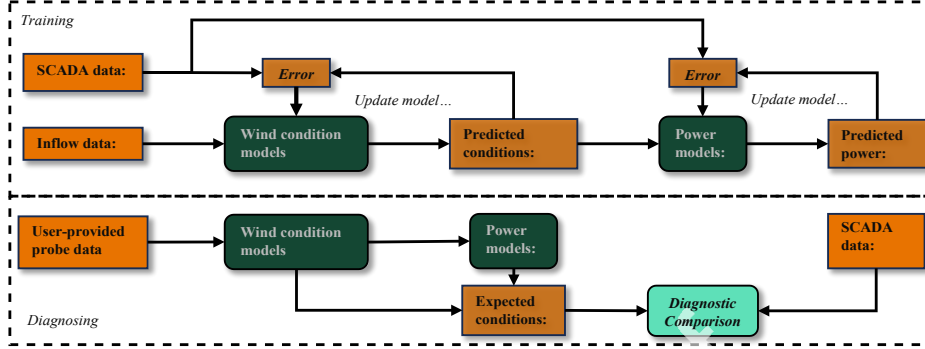 Training
SCADA data:
Error
Error
Update model…
Update model…
Inflow data:
Wind condition
models
Predicted
conditions:
Power
models:
Predicted
power:
User-provided
probe data
Wind condition
models
Power
models:
SCADA
data:
Expected
conditions:
Diagnostic
Comparison
Diagnosing